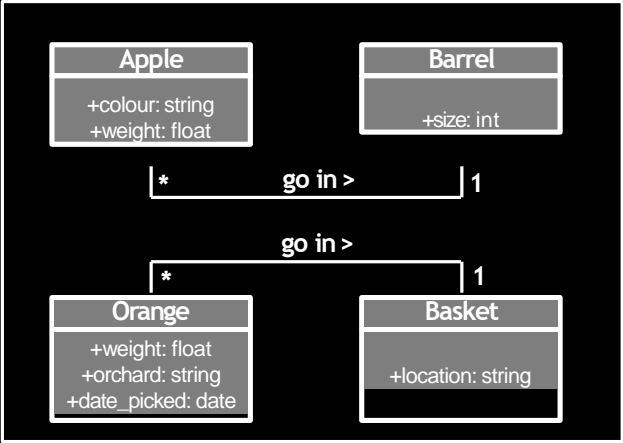 Apple
+colour: string
+weight: float
Barrel
+size: int
* go in > 1
go in >
* 1
Orange
+weight: float
+orchard: string
+date_picked: date
Basket
+location: string